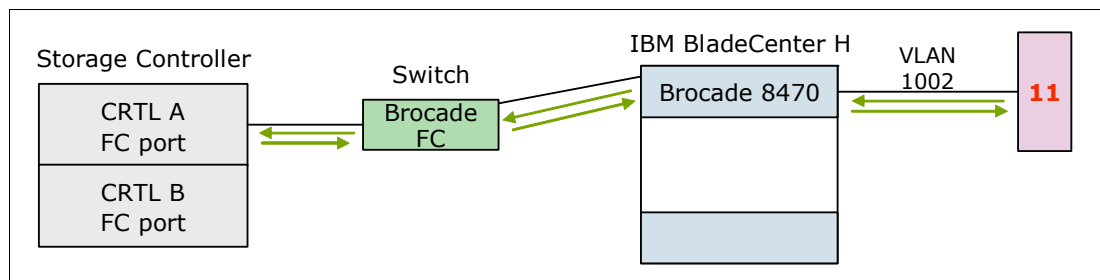 Storage Controller
CRTL A
FC port
CRTL B
FC port
Switch
Brocade
FC
IBM BladeCenter H
Brocade 8470
VLAN
1002
11